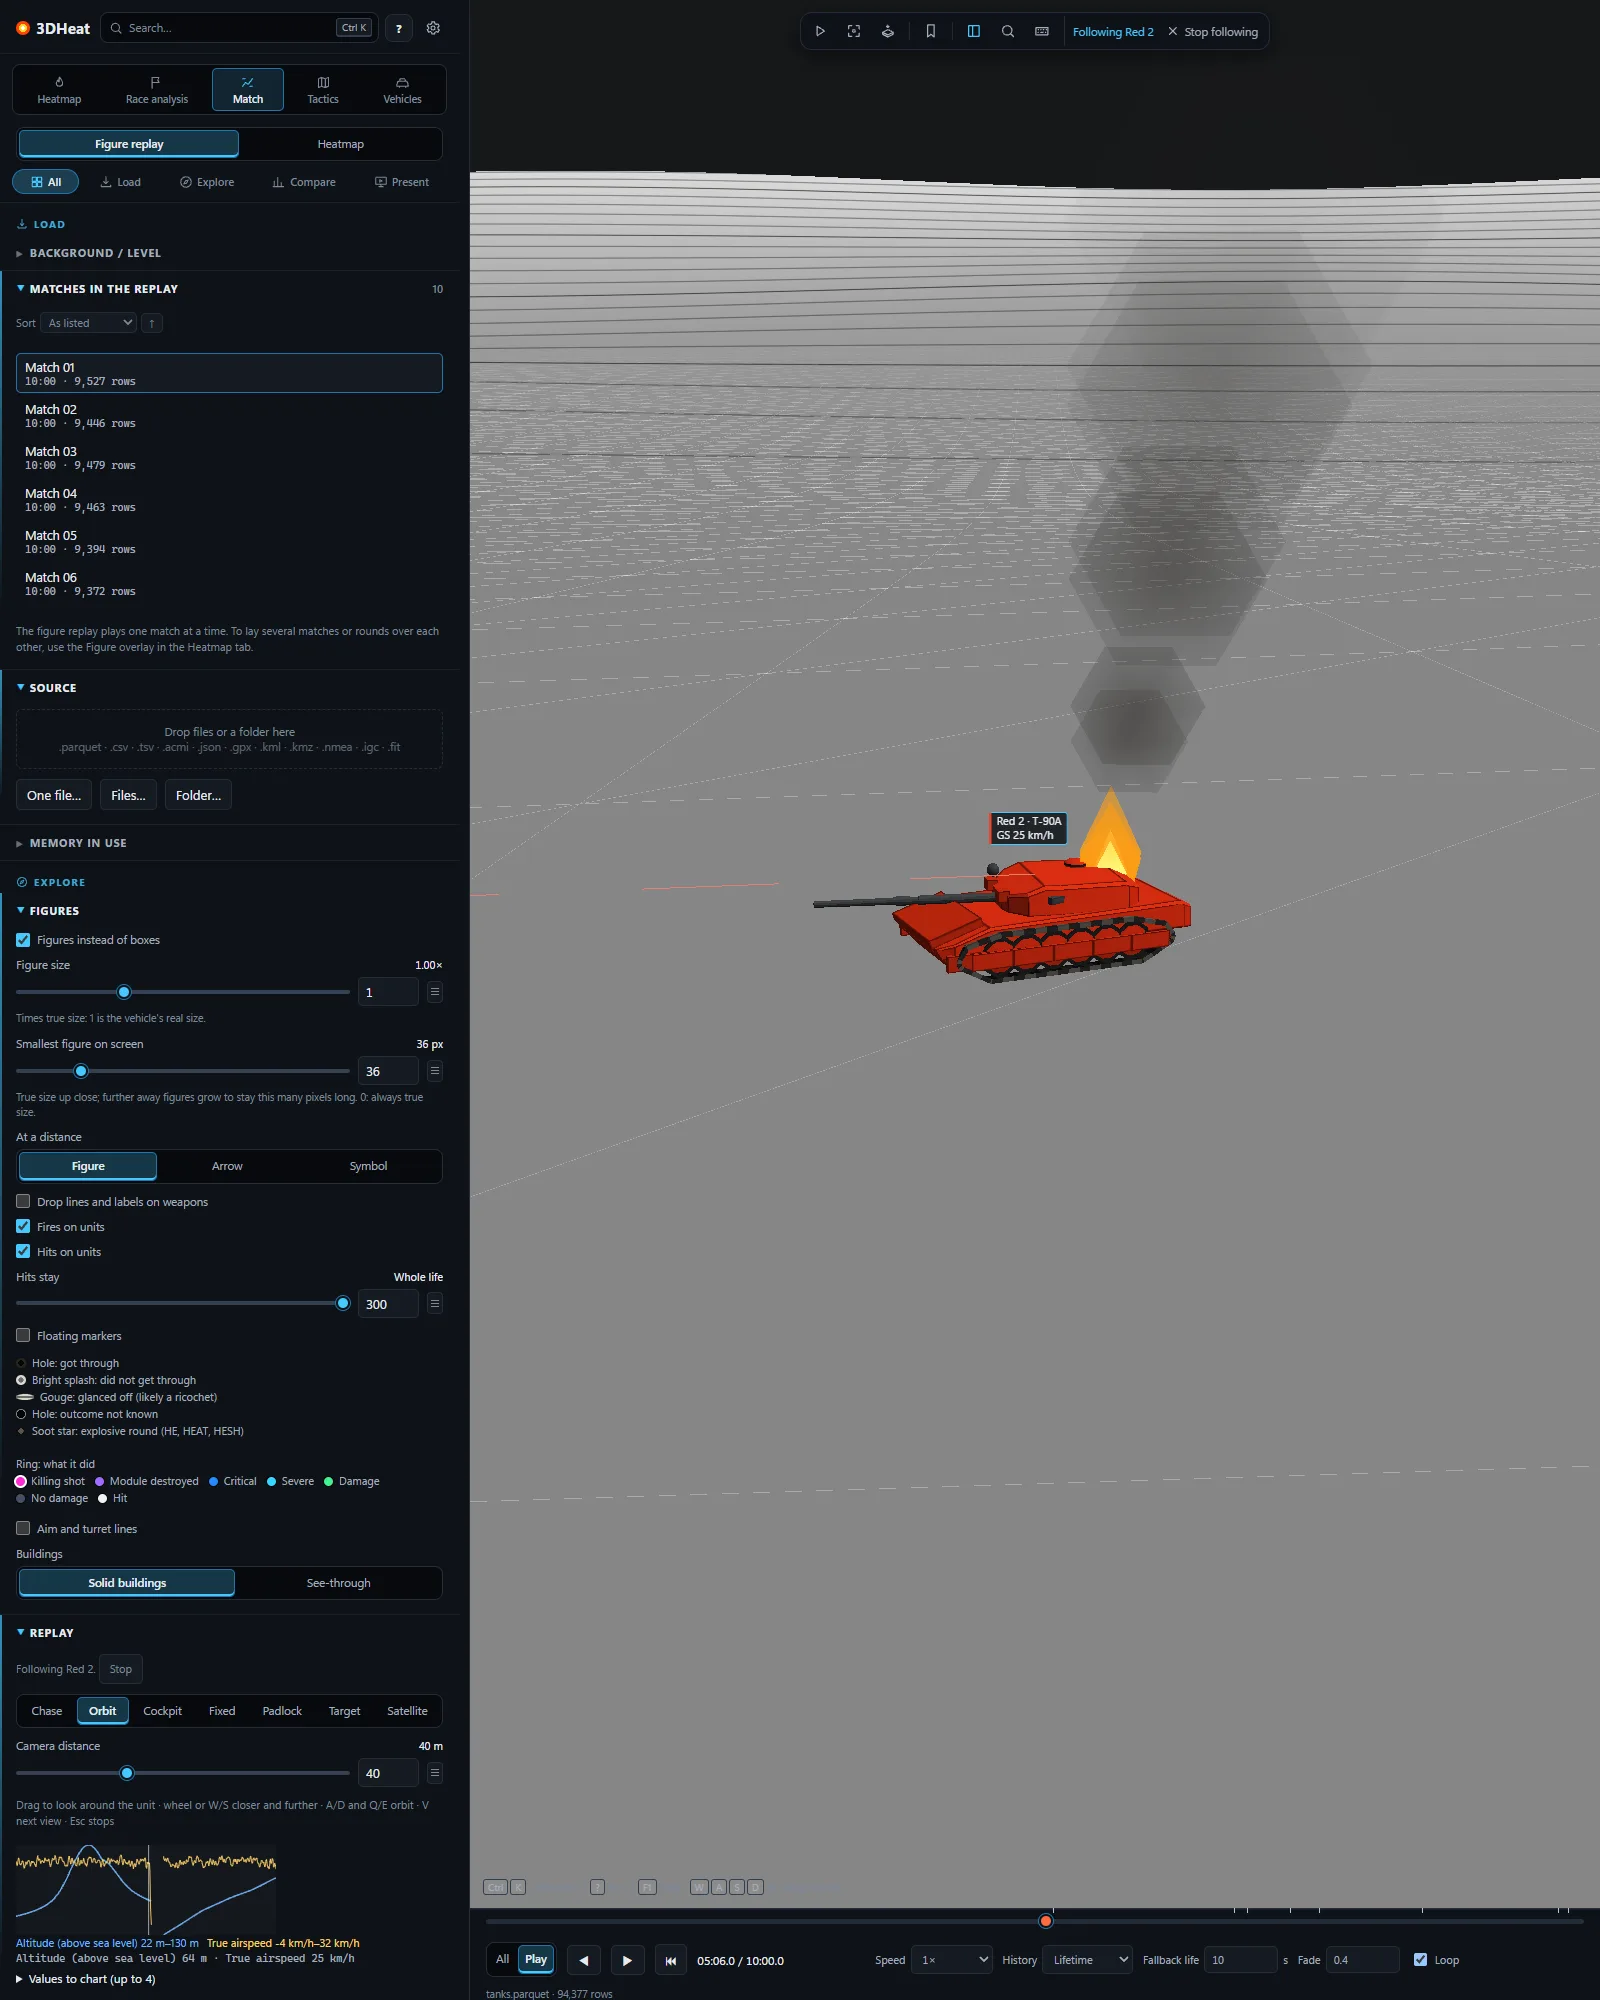 3DHeat
Search...
Ctrl K
?
Heatmap
Race analysis
Match
Tactics
Vehicles
Figure replay
Heatmap
All
Load
Explore
Compare
Present
LOAD
BACKGROUND / LEVEL
MATCHES IN THE REPLAY
10
Sort
As listed
↑
Match 01
10:00 · 9,527 rows
Match 02
10:00 · 9,446 rows
Match 03
10:00 · 9,479 rows
Match 04
10:00 · 9,463 rows
Match 05
10:00 · 9,394 rows
Match 06
10:00 · 9,372 rows
The figure replay plays one match at a time. To lay several matches or rounds over each
other, use the Figure overlay in the Heatmap tab.
SOURCE
Drop files or a folder here
.parquet · .csv · .tsv · .acmi · .json · .gpx · .kml · .kmz · .nmea · .igc · .fit
One file...
Files...
Folder...
MEMORY IN USE
EXPLORE
FIGURES
Figures instead of boxes
Figure size
1.00×
1
Times true size: 1 is the vehicle's real size.
Smallest figure on screen
36 px
36
True size up close; further away figures grow to stay this many pixels long. 0: always true
size.
At a distance
Figure
Arrow
Symbol
Drop lines and labels on weapons
Fires on units
Hits on units
Hits stay
Whole life
300
Floating markers
Hole: got through
Bright splash: did not get through
Gouge: glanced off (likely a ricochet)
Hole: outcome not known
Soot star: explosive round (HE, HEAT, HESH)
Ring: what it did
Killing shot
Module destroyed
Critical
Severe
Damage
No damage
Hit
Aim and turret lines
Buildings
Solid buildings
See-through
REPLAY
Following Red 2.
Stop
Chase
Orbit
Cockpit
Fixed
Padlock
Target
Satellite
Camera distance
40 m
40
Drag to look around the unit · wheel or W/S closer and further · A/D and Q/E orbit · V
next view · Esc stops
Altitude (above sea level) 22 m–130 m True airspeed -4 km/h–32 km/h
Altitude (above sea level) 64 m · True airspeed 25 km/h
Values to chart (up to 4)
Following Red 2
Stop following
Red 2 · T-90A
GS 25 km/h
Ctrl
K
?
F1
W
A
S
D
All
Play
05:06.0 / 10:00.0
Speed
1×
History
Lifetime
Fallback life
10
s
Fade
0.4
Loop
tanks.parquet · 94,377 rows